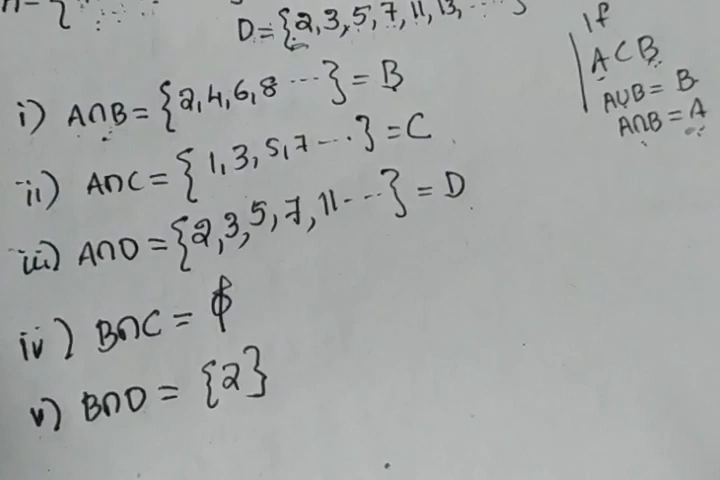 D={2,3,5,7,11,13,...}
i) A∩B={2,4,6,8 ...}=B
ii) A∩C={1,3,5,7...}=C
iii) A∩D={2,3,5,7,11...}=D
iv) B∩C=ϕ
v) B∩D={2}
If
A⊂B
A∪B=B
A∩B=A